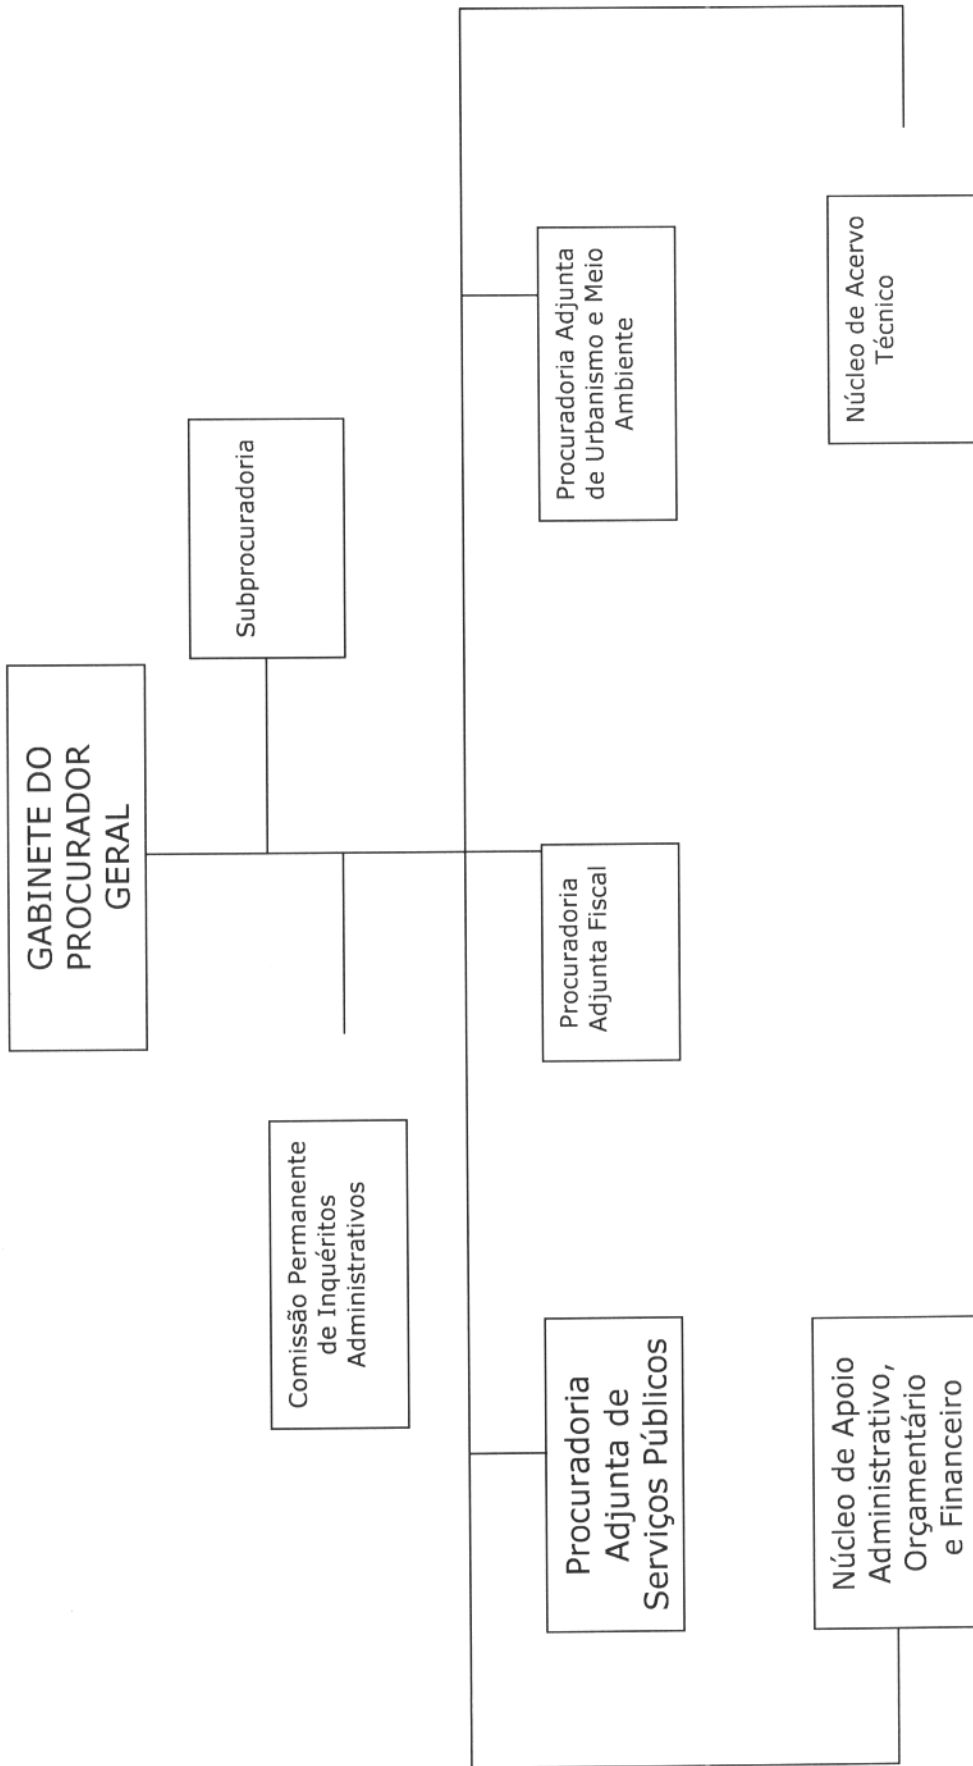 GABINETE DO
PROCURADOR
GERAL
Subprocuradoria
Comissão Permanente
de Inquéritos
Administrativos
Procuradoria
Adjunta de
Serviços Públicos
Procuradoria
Adjunta Fiscal
Procuradoria Adjunta
de Urbanismo e Meio
Ambiente
Núcleo de Apoio
Administrativo,
Orçamentário
e Financeiro
Núcleo de Acervo
Técnico